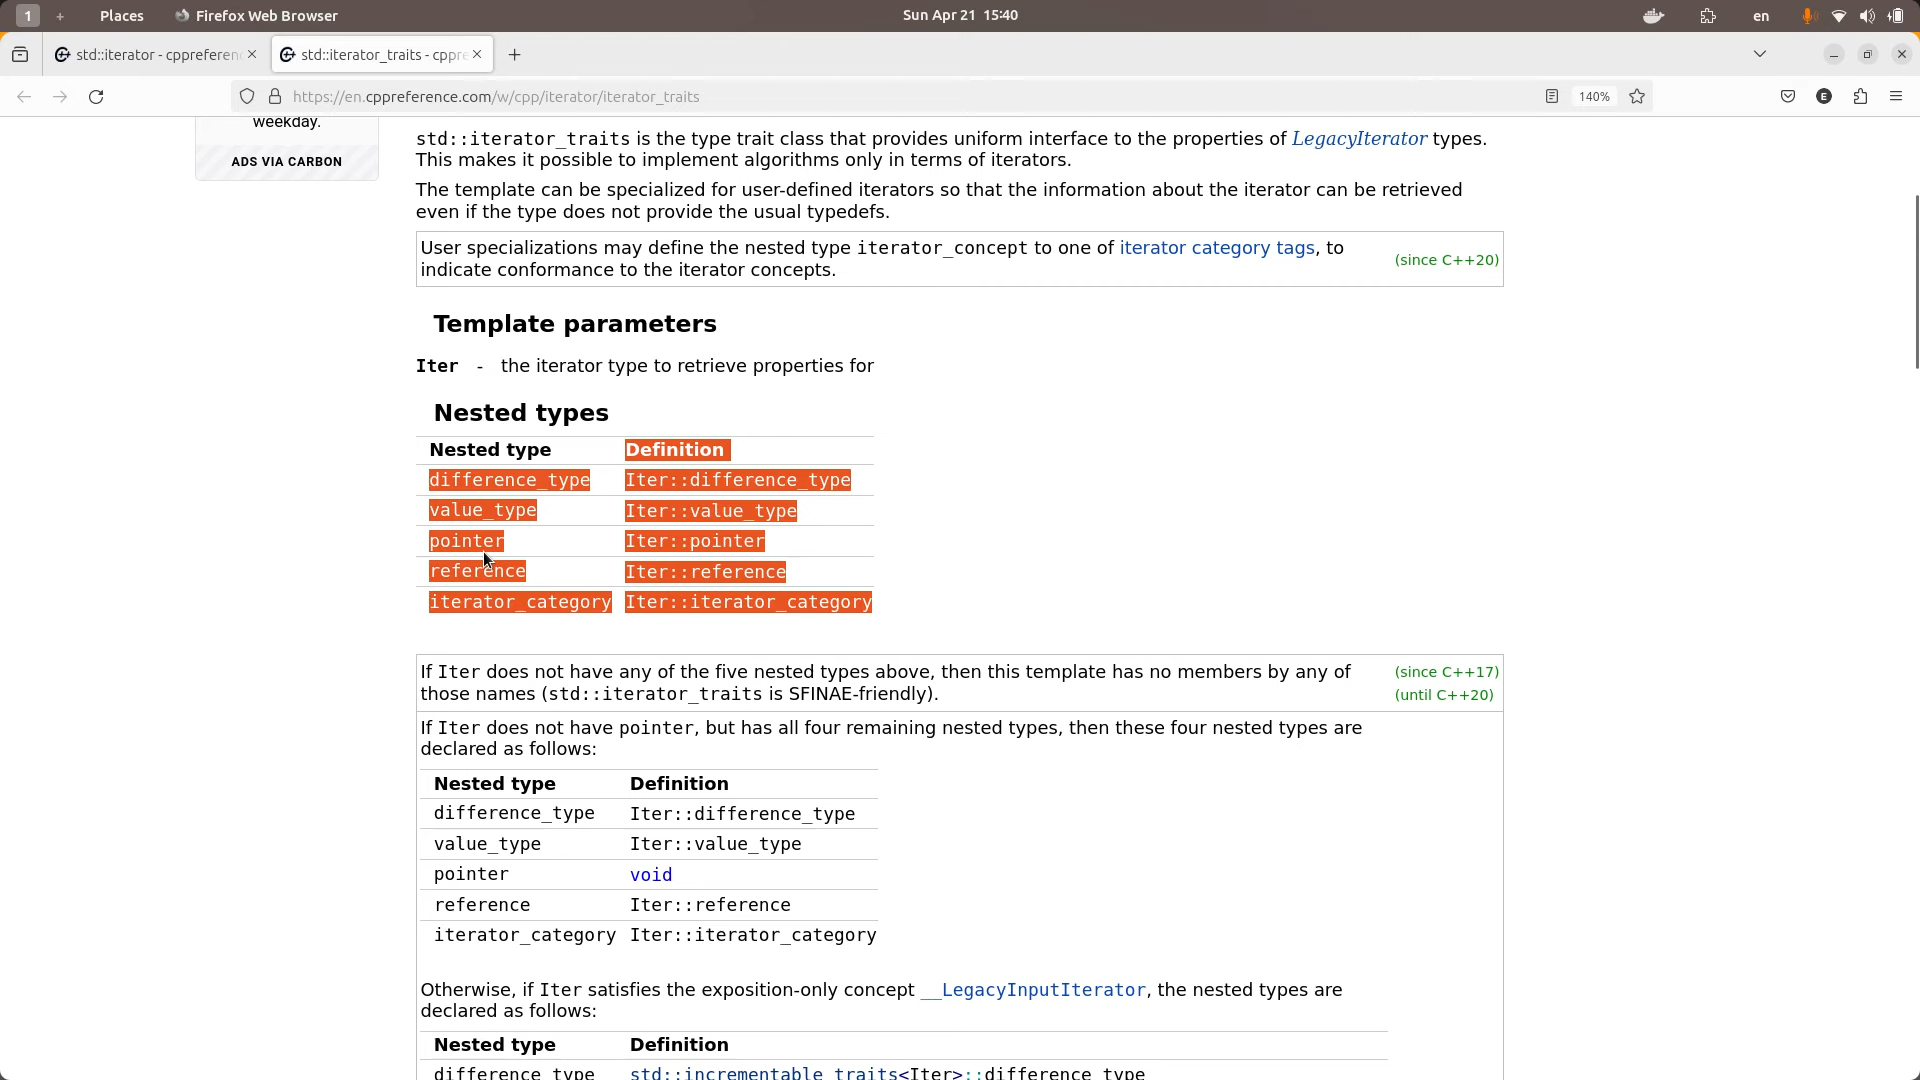 1 + Places Firefox Web Browser Sun Apr 21 15:40 en
std::iterator - cppreferen std::iterator_traits - cppre
https://en.cppreference.com/w/cpp/iterator/iterator_traits 140% E
weekday.
ADS VIA CARBON
std::iterator_traits is the type trait class that provides uniform interface to the properties of LegacyIterator types.
This makes it possible to implement algorithms only in terms of iterators.
The template can be specialized for user-defined iterators so that the information about the iterator can be retrieved
even if the type does not provide the usual typedefs.
User specializations may define the nested type iterator_concept to one of iterator category tags, to
indicate conformance to the iterator concepts.
(since C++20)
Template parameters
Iter - the iterator type to retrieve properties for
Nested types
Nested type Definition
difference_type Iter::difference_type
value_type Iter::value_type
pointer Iter::pointer
reference Iter::reference
iterator_category Iter::iterator_category
If Iter does not have any of the five nested types above, then this template has no members by any of (since C++17)
those names (std::iterator_traits is SFINAE-friendly). (until C++20)
If Iter does not have pointer, but has all four remaining nested types, then these four nested types are
declared as follows:
Nested type Definition
difference_type Iter::difference_type
value_type Iter::value_type
pointer void
reference Iter::reference
iterator_category Iter::iterator_category
Otherwise, if Iter satisfies the exposition-only concept __LegacyInputIterator, the nested types are
declared as follows:
Nested type Definition
difference_type std::incrementable_traits<Iter>::difference_type